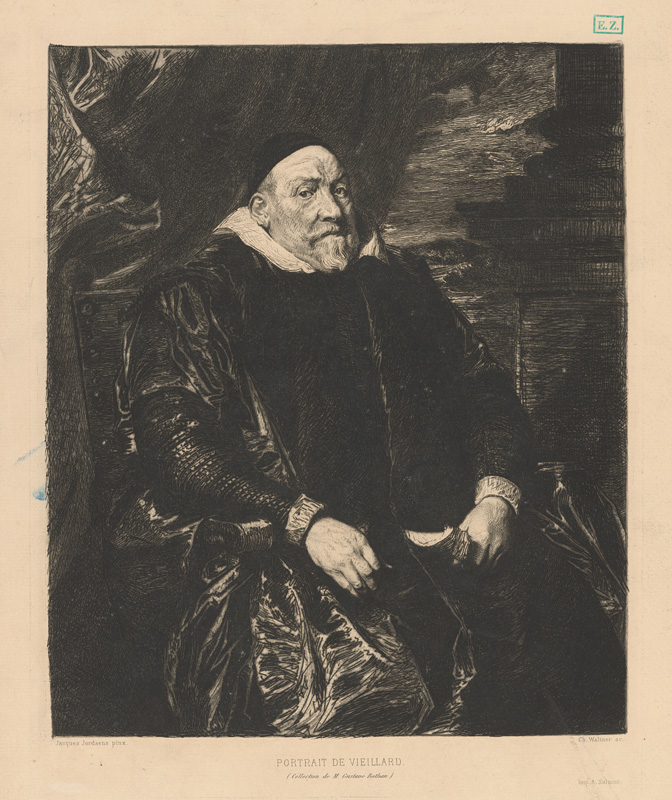 E.Z.
Jacques Jordaens pinx.
Ch. Waltner sc.
PORTRAIT DE VIEILLARD.
(Collection de M. Gustave Rothan)
Imp. A. Salmon